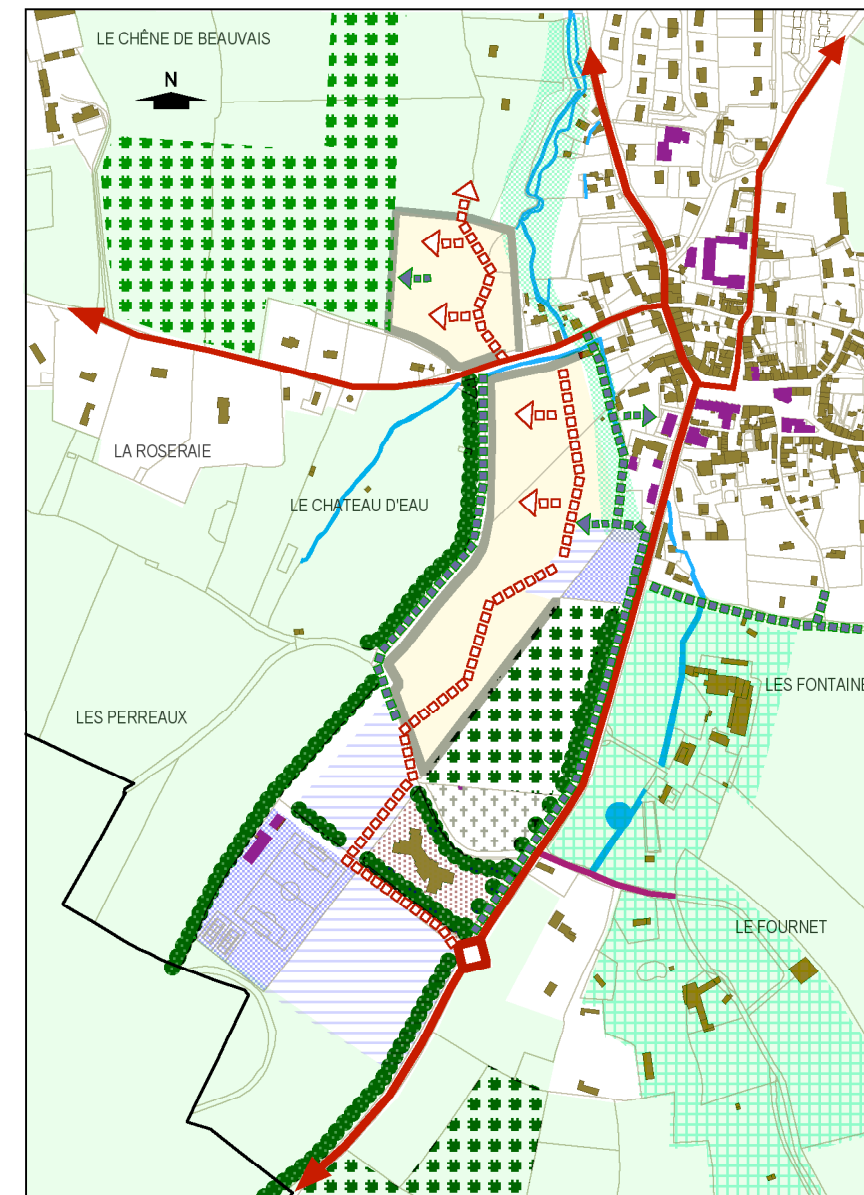 LE CHÊNE DE BEAUVAIS
N
LA ROSERAIE
LE CHATEAU D'EAU
LES FONTAINE
LES PERREAUX
LE FOURNET